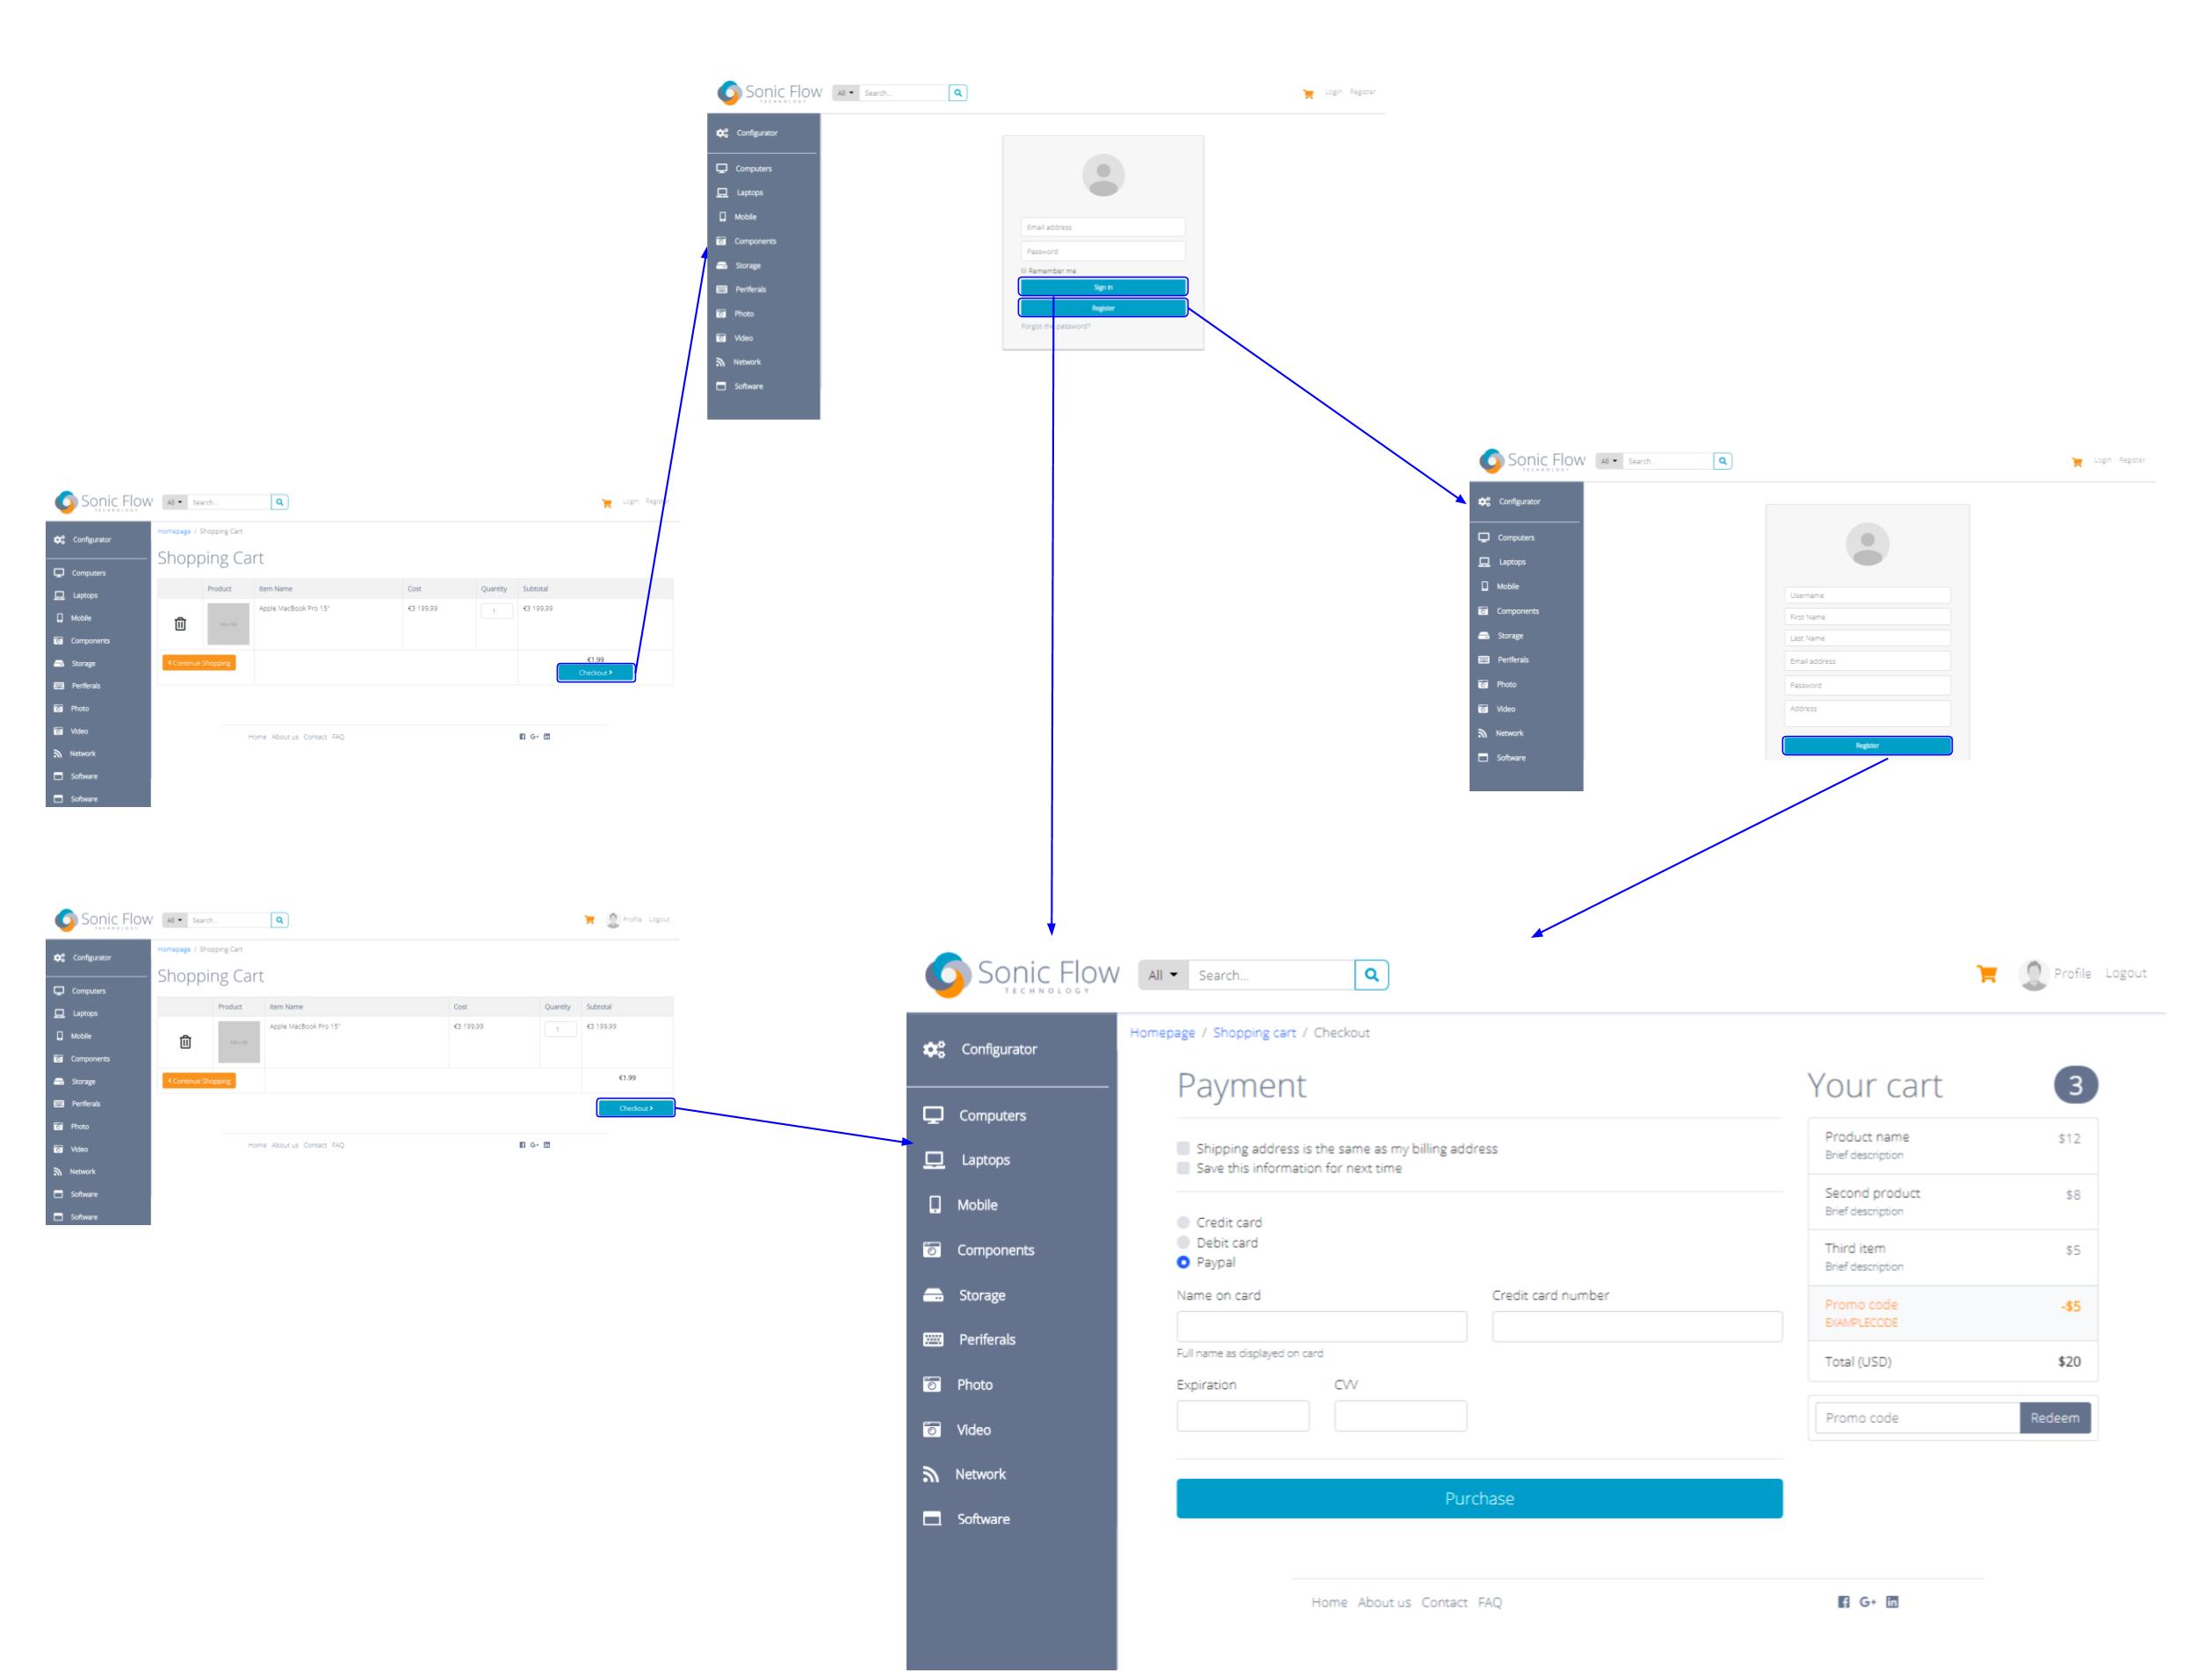 Sonic Flow
TECHNOLOGY
All
Search...
Login Register
Configurator
Computers
Laptops
Mobile
Components
Storage
Periferals
Photo
Video
Network
Software
Email address
Password
Remember me
Sign in
Register
Forgot the password?
Sonic Flow
TECHNOLOGY
All
Search...
Login Register
Configurator
Computers
Laptops
Mobile
Components
Storage
Periferals
Photo
Video
Network
Software
Username
First Name
Last Name
Email address
Password
Address
Register
Sonic Flow
TECHNOLOGY
All
Search...
Login Register
Configurator
Computers
Laptops
Mobile
Components
Storage
Periferals
Photo
Video
Network
Software
Software
Homepage / Shopping Cart
Shopping Cart
Product Item Name Cost Quantity Subtotal
Apple MacBook Pro 15" €3 199,99 1 €3 199,99
Continue Shopping
€1.99
Checkout
Home About us Contact FAQ
Sonic Flow
TECHNOLOGY
All
Search...
Profile Logout
Configurator
Computers
Laptops
Mobile
Components
Storage
Periferals
Photo
Video
Network
Software
Software
Homepage / Shopping Cart
Shopping Cart
Product Item Name Cost Quantity Subtotal
Apple MacBook Pro 15" €3 199,99 1 €3 199,99
Continue Shopping
€1.99
Checkout
Home About us Contact FAQ
Sonic Flow
TECHNOLOGY
All
Search...
Profile Logout
Configurator
Computers
Laptops
Mobile
Components
Storage
Periferals
Photo
Video
Network
Software
Homepage / Shopping cart / Checkout
Payment
Shipping address is the same as my billing address
Save this information for next time
Credit card
Debit card
Paypal
Name on card
Credit card number
Full name as displayed on card
Expiration
CVV
Purchase
Your cart 3
Product name $12
Brief description
Second product $8
Brief description
Third item $5
Brief description
Promo code -$5
EXAMPLECODE
Total (USD) $20
Promo code Redeem
Home About us Contact FAQ
G+ in